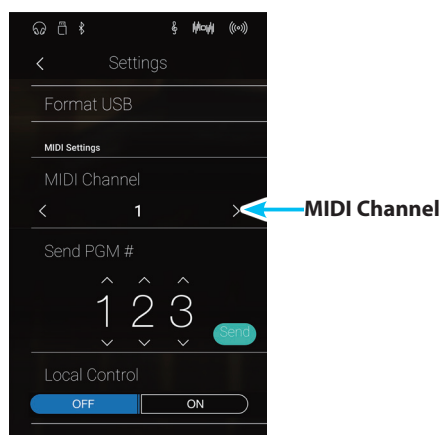 Settings
Format USB
MIDI Settings
MIDI Channel
1
MIDI Channel
Send PGM #
1 2 3
Send
Local Control
OFF ON